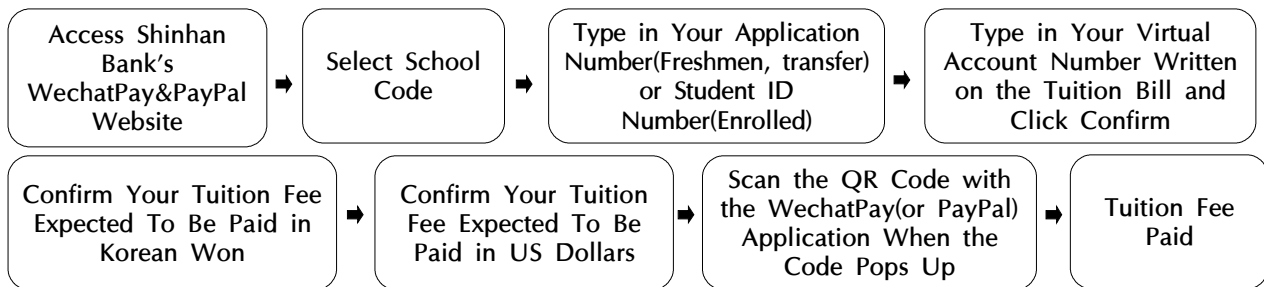 Access Shinhan
Bank's
WechatPay&PayPal
Website
Select School
Code
Type in Your Application
Number(Freshmen, transfer)
or Student ID
Number(Enrolled)
Type in Your Virtual
Account Number Written
on the Tuition Bill and
Click Confirm
Confirm Your Tuition Fee
Expected To Be Paid in
Korean Won
Confirm Your Tuition
Fee Expected To Be
Paid in US Dollars
Scan the QR Code with
the WechatPay(or PayPal)
Application When the
Code Pops Up
Tuition Fee
Paid